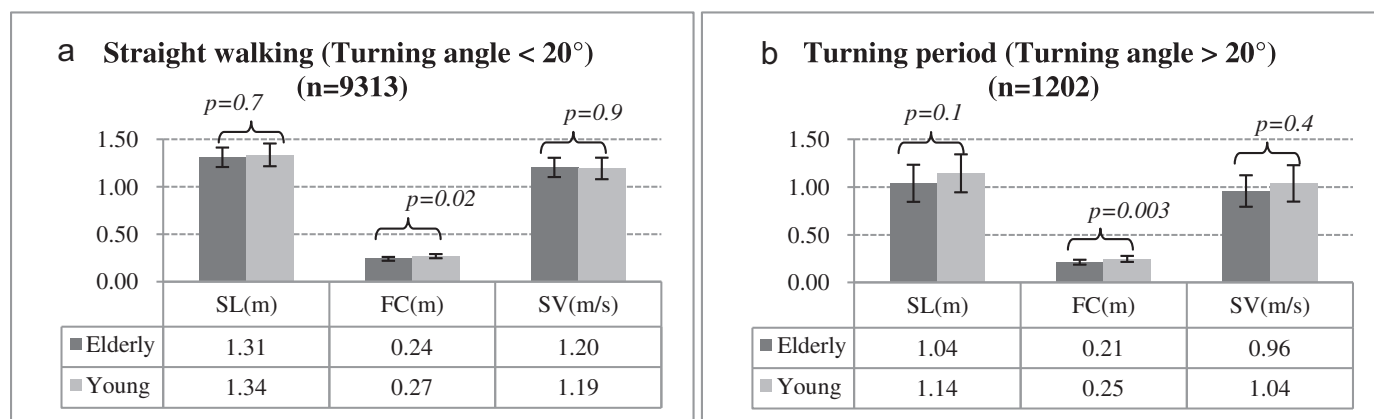 a Straight walking (Turning angle < 20°)
(n=9313)
p=0.7
p=0.9
p=0.02
1.50
1.00
0.50
0.00
SL(m) FC(m) SV(m/s)
Elderly 1.31 0.24 1.20
Young 1.34 0.27 1.19
b Turning period (Turning angle > 20°)
(n=1202)
p=0.1
p=0.4
p=0.003
1.50
1.00
0.50
0.00
SL(m) FC(m) SV(m/s)
Elderly 1.04 0.21 0.96
Young 1.14 0.25 1.04